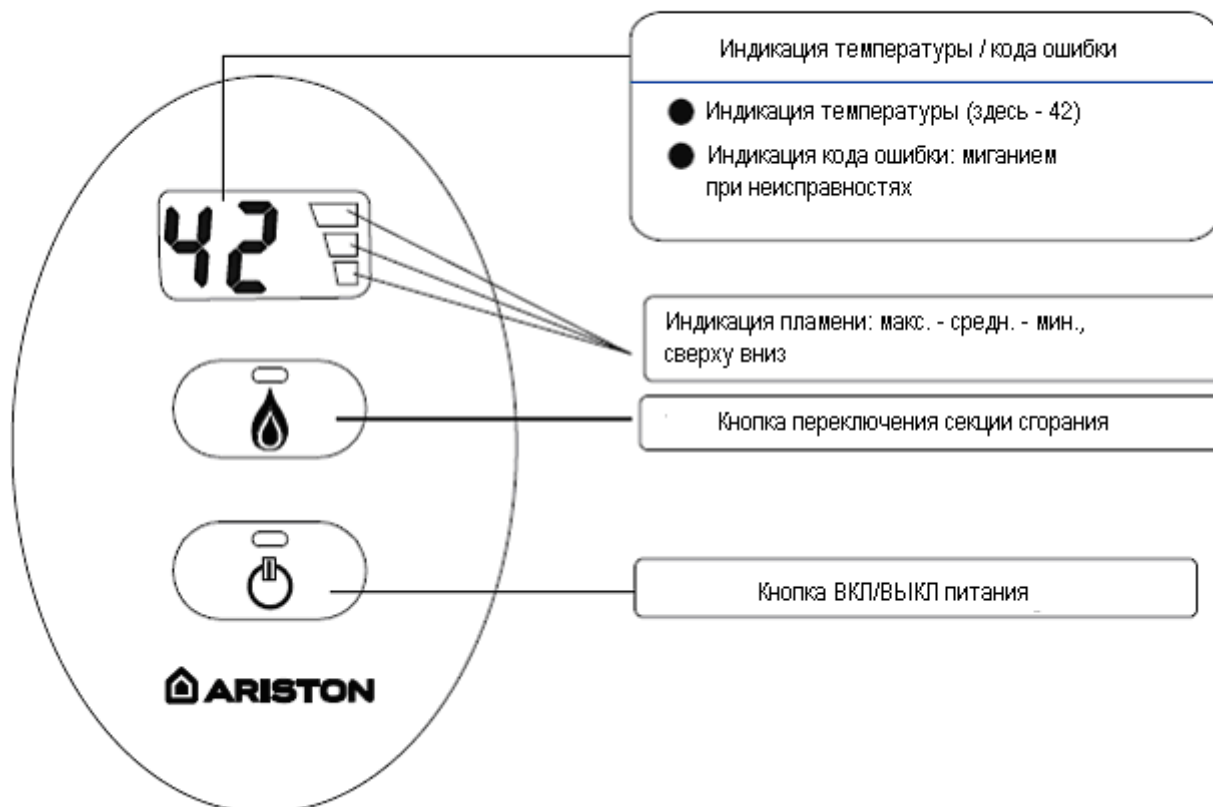 Индикация температуры / кода ошибки
Индикация температуры (здесь - 42)
Индикация кода ошибки: миганием
при неисправностях
42
Индикация пламени: макс. - средн. - мин.,
сверху вниз
Кнопка переключения секции сгорания
Кнопка ВКЛ/ВЫКЛ питания
ARISTON